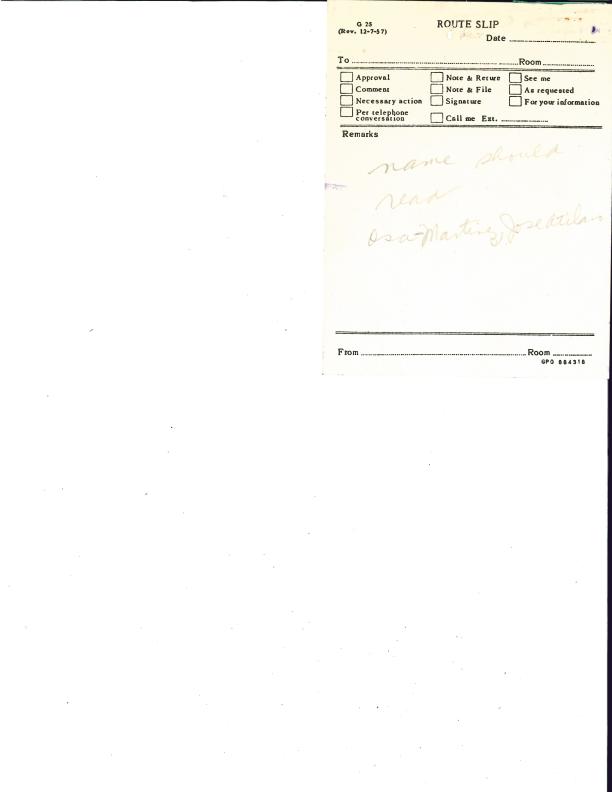 G 25
(Rev. 12-7-57)
ROUTE SLIP
Date
To Room
Approval Note & Return See me
Comment Note & File As requested
Necessary action Signature For your information
Per telephone
conversation Call me Ext.
Remarks
name should
read
Osa-Martinez, Jose
From Room
GPO 884318